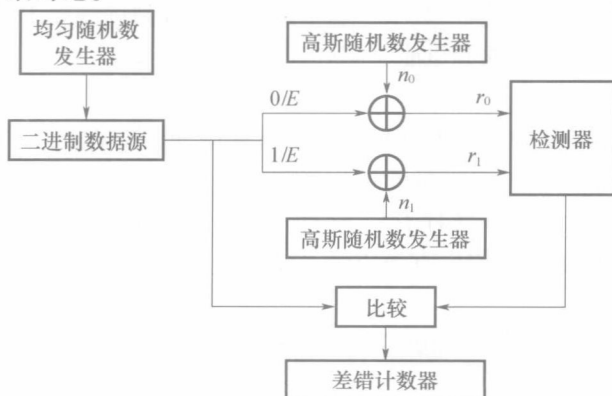 均匀随机数
发生器
高斯随机数发生器
n₀
0/E
r₀
二进制数据源
检测器
1/E
r₁
n₁
高斯随机数发生器
比较
差错计数器